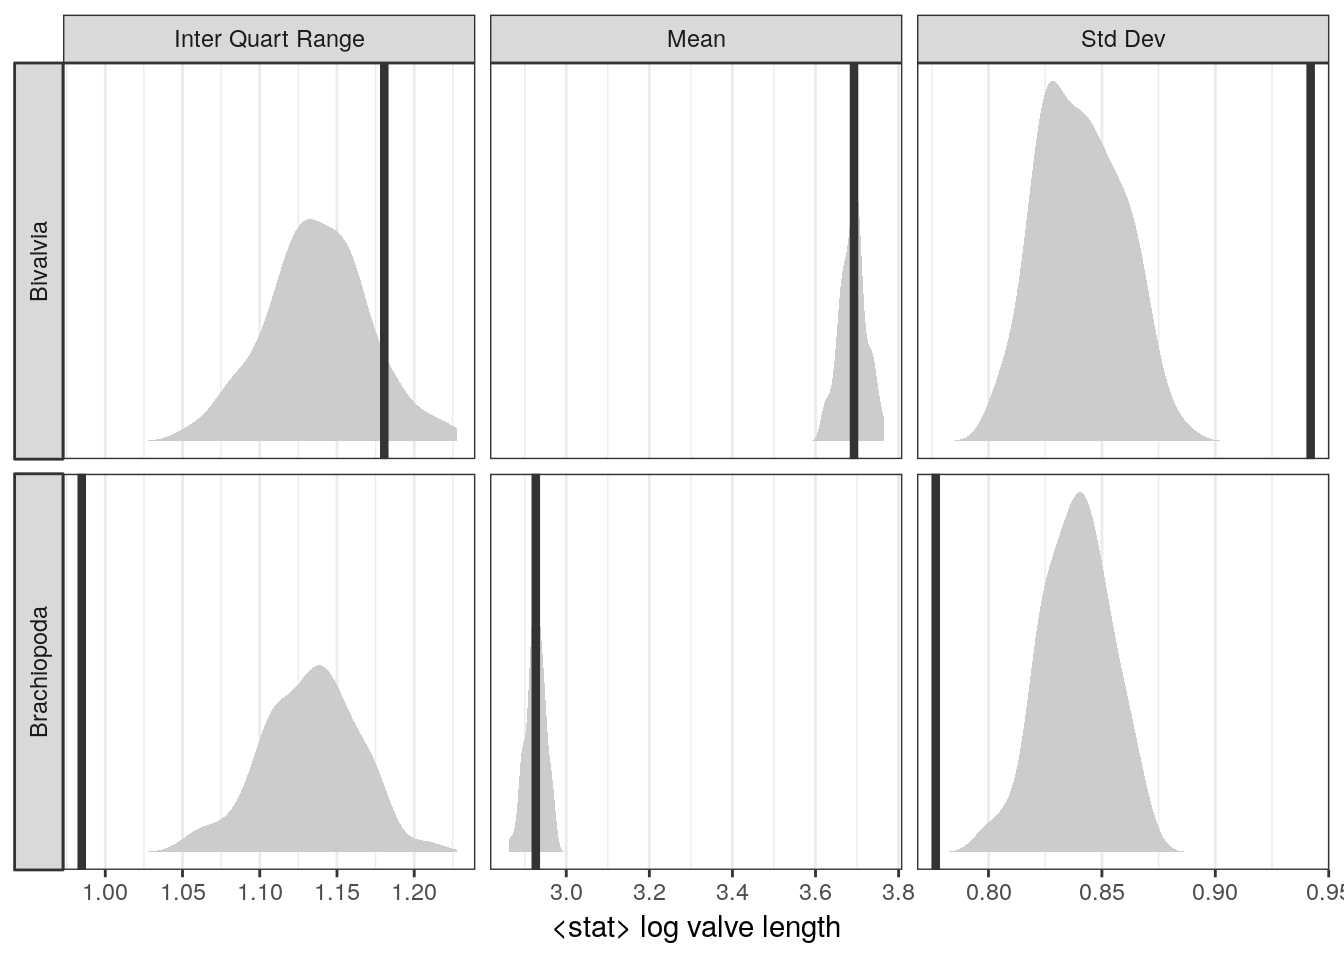 Inter Quart Range
Mean
Std Dev
Bivalvia
Brachiopoda
1.00 1.05 1.10 1.15 1.20
3.0 3.2 3.4 3.6 3.8
0.80 0.85 0.90 0.95
<stat> log valve length